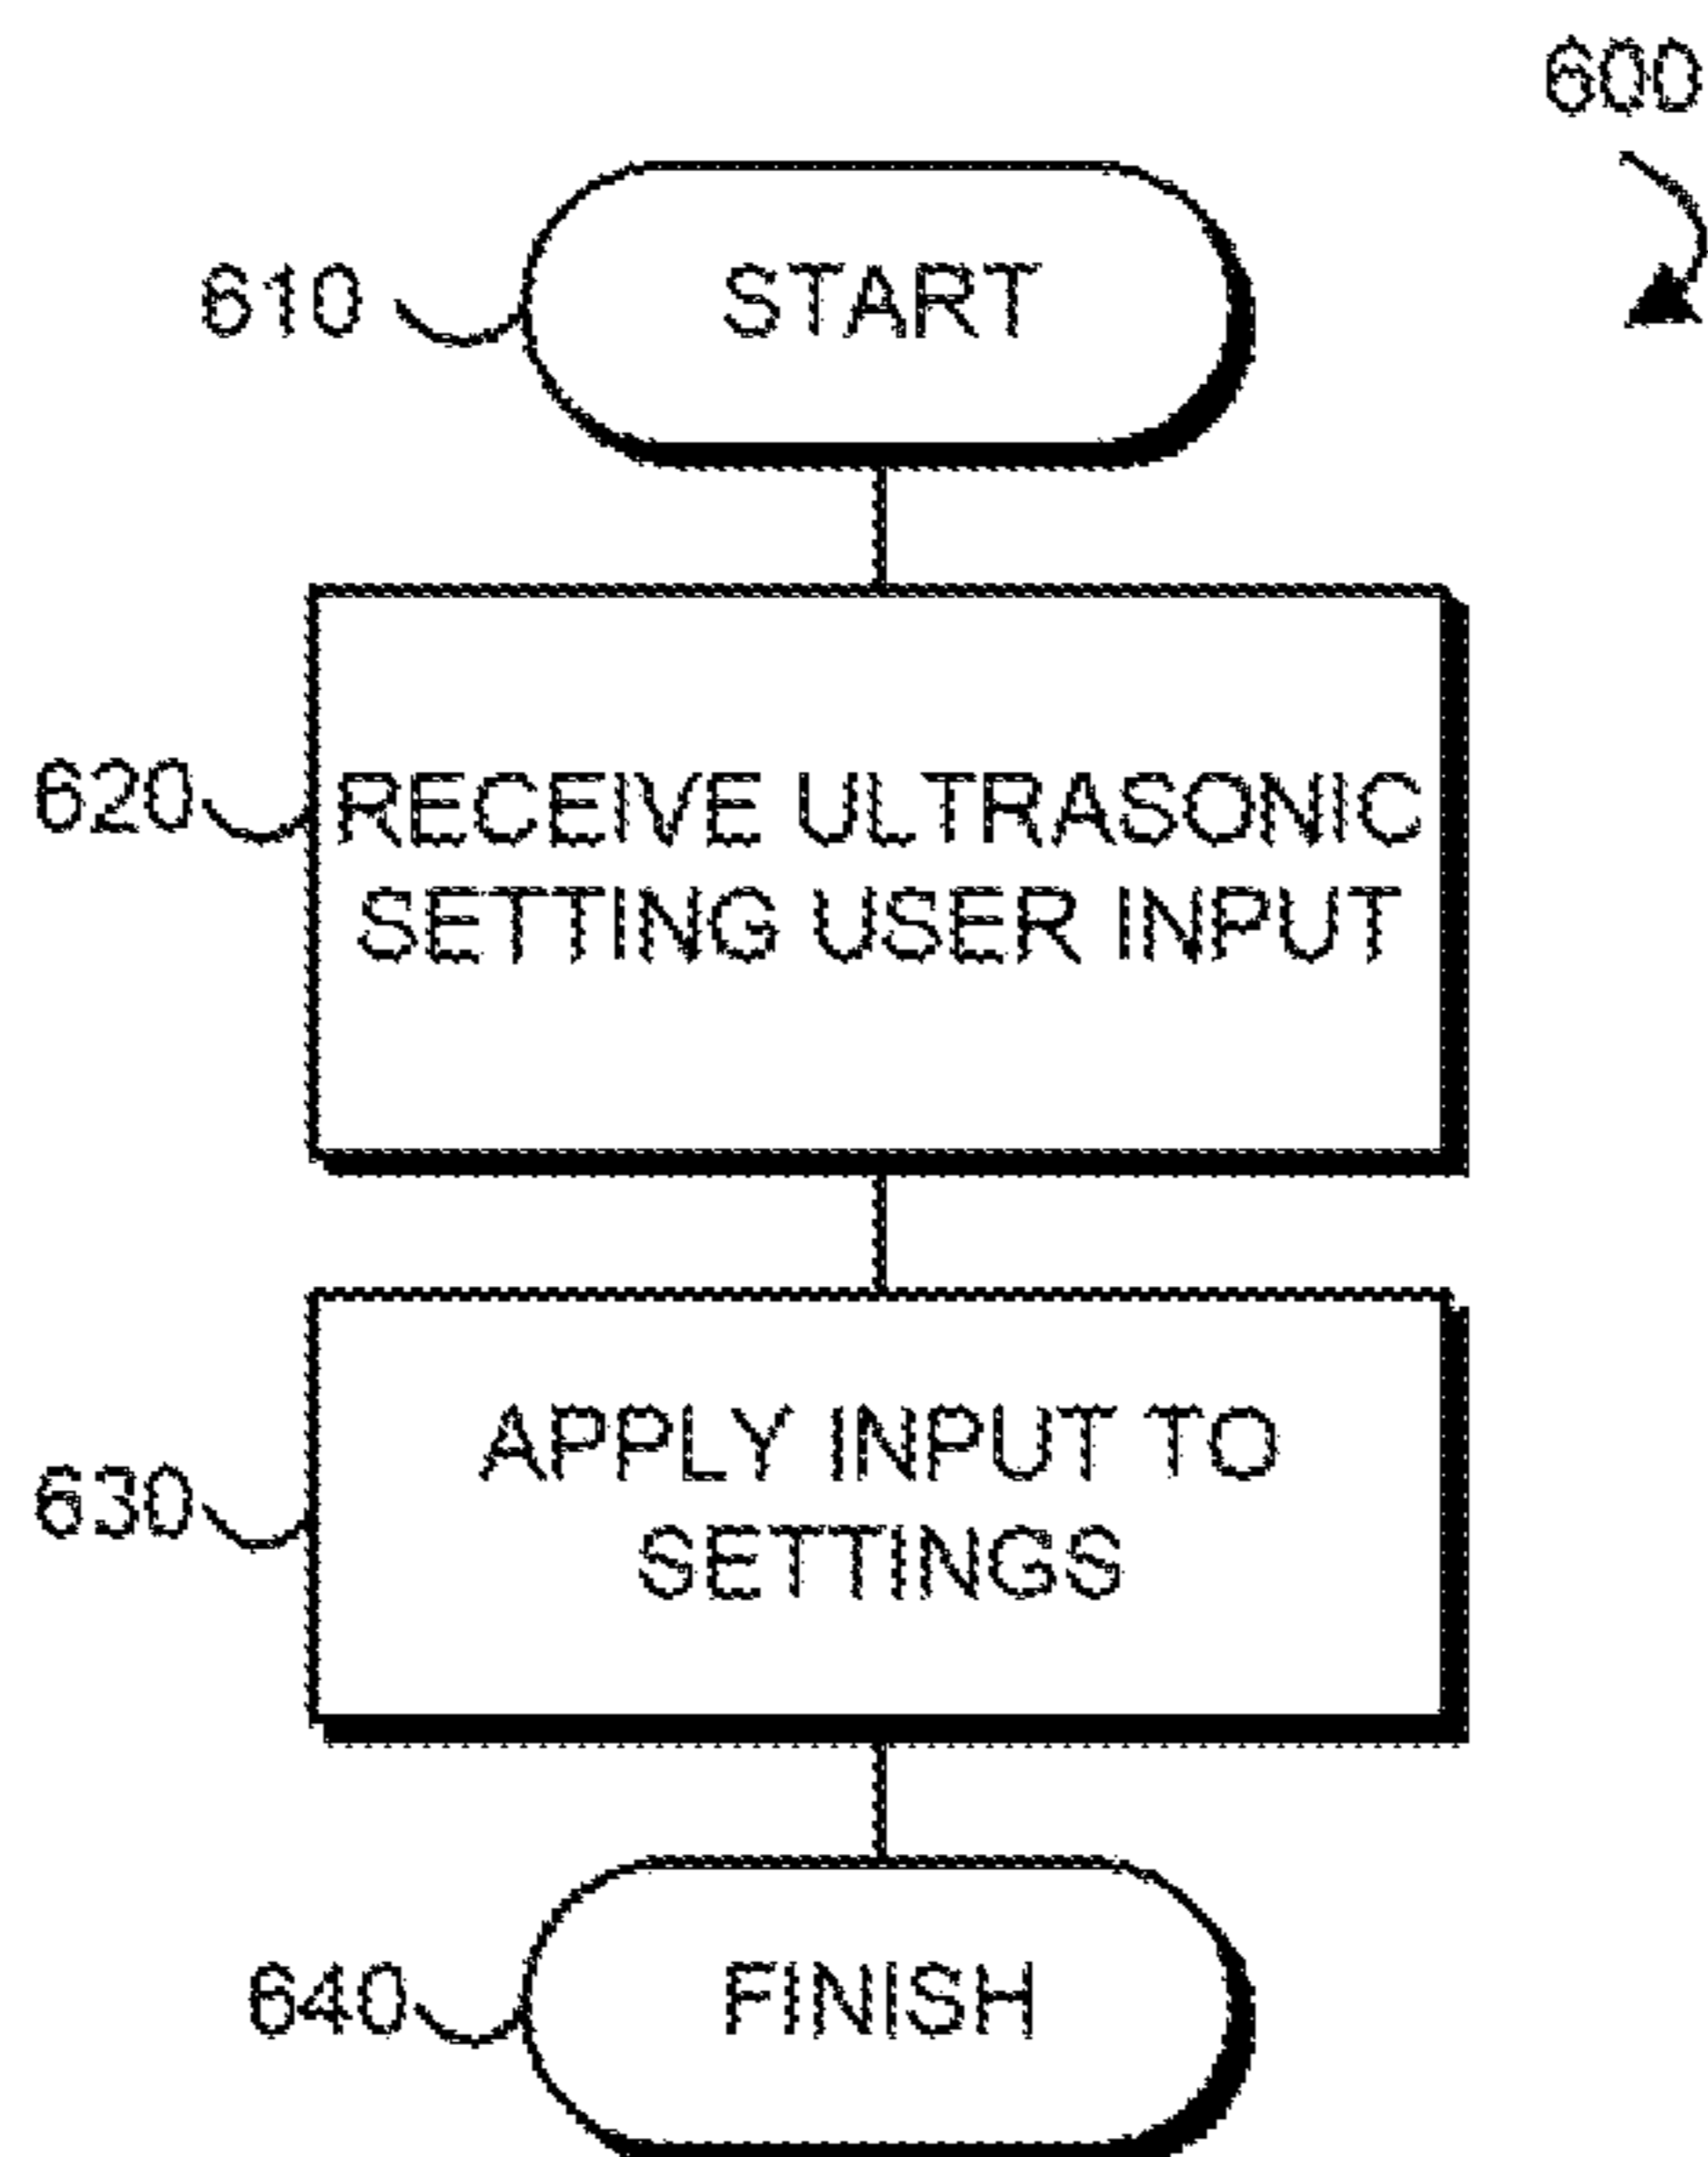 600
610 START
620 RECEIVE ULTRASONIC
SETTING USER INPUT
630 APPLY INPUT TO
SETTINGS
640 FINISH